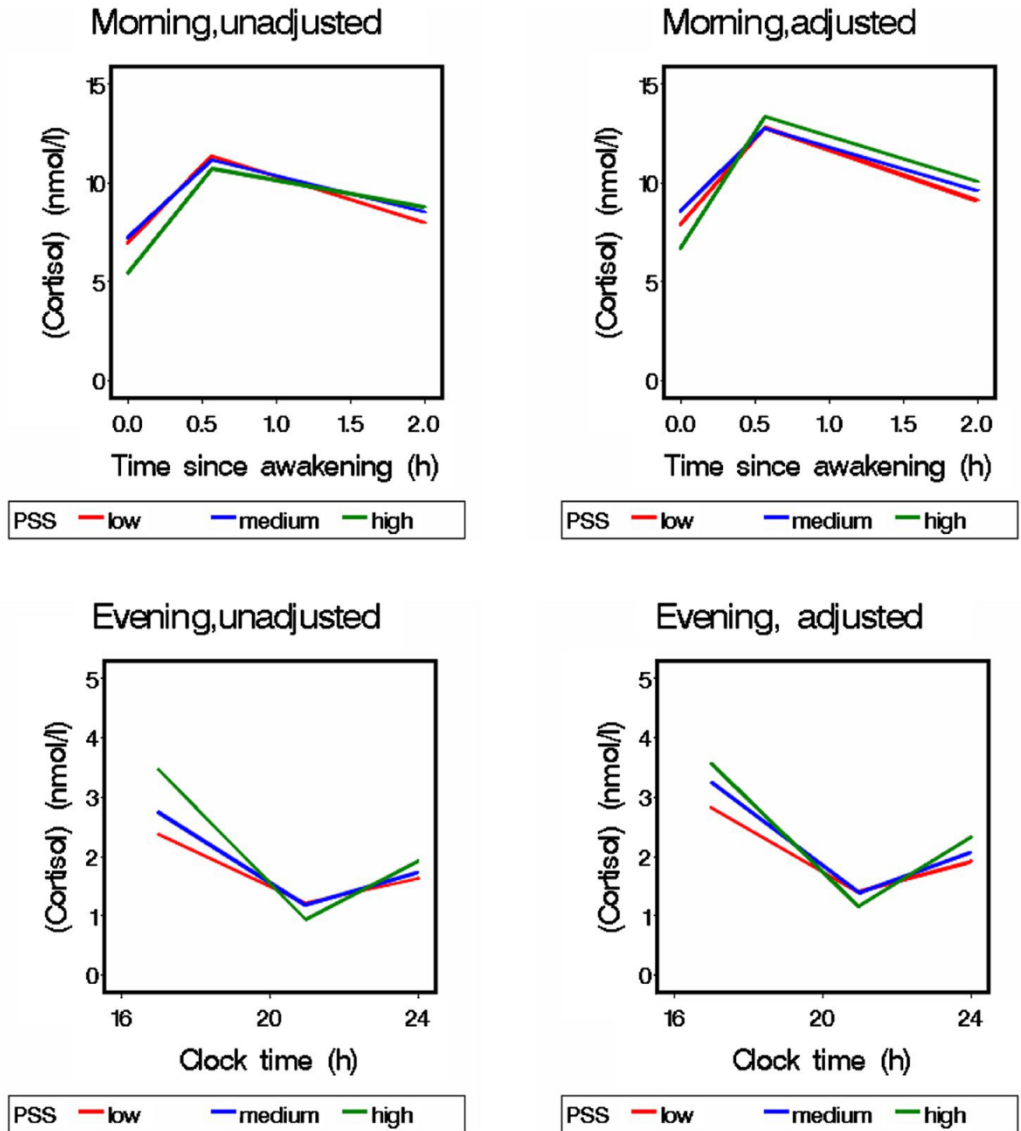 Morning,unadjusted
15
10
5
0
(Cortisol) (nmol/l)
0.0 0.5 1.0 1.5 2.0
Time since awakening (h)
PSS low medium high
Morning,adjusted
15
10
5
0
(Cortisol) (nmol/l)
0.0 0.5 1.0 1.5 2.0
Time since awakening (h)
PSS low medium high
Evening,unadjusted
5
4
3
2
1
0
(Cortisol) (nmol/l)
16 20 24
Clock time (h)
PSS low medium high
Evening, adjusted
5
4
3
2
1
0
(Cortisol) (nmol/l)
16 20 24
Clock time (h)
PSS low medium high